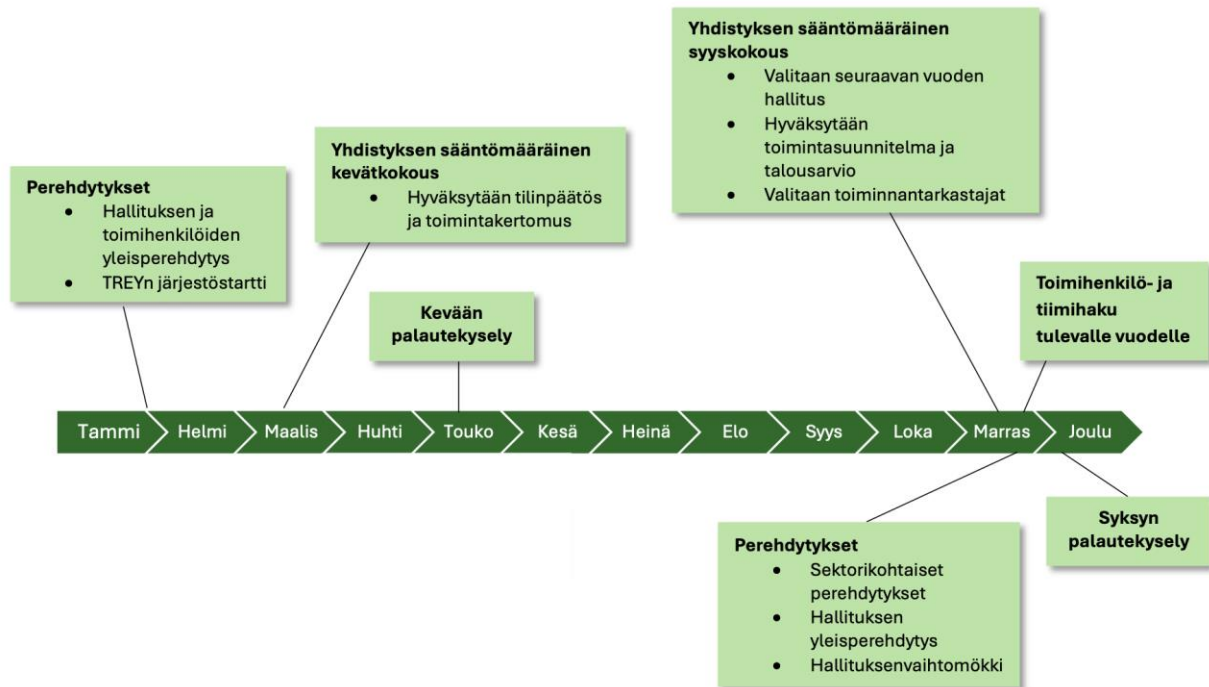 Yhdistyksen sääntömääräinen
syyskokous
• Valitaan seuraavan vuoden
hallitus
• Hyväksytään
toimintasuunnitelma ja
talousarvio
• Valitaan toiminnantarkastajat
Yhdistyksen sääntömääräinen
kevätkokous
• Hyväksytään tilinpäätös
ja toimintakertomus
Perehdytykset
• Hallituksen ja
toimihenkilöiden
yleisperehdytys
• TREYn järjestöstartti
Kevään
palautekysely
Toimihenkilö- ja
tiimihaku
tulevalle vuodelle
Tammi Helmi Maalis Huhti Touko Kesä Heinä Elo Syys Loka Marras Joulu
Perehdytykset
• Sektorikohtaiset
perehdytykset
• Hallituksen
yleisperehdytys
• Hallituksenvaihtomökki
Syksyn
palautekysely